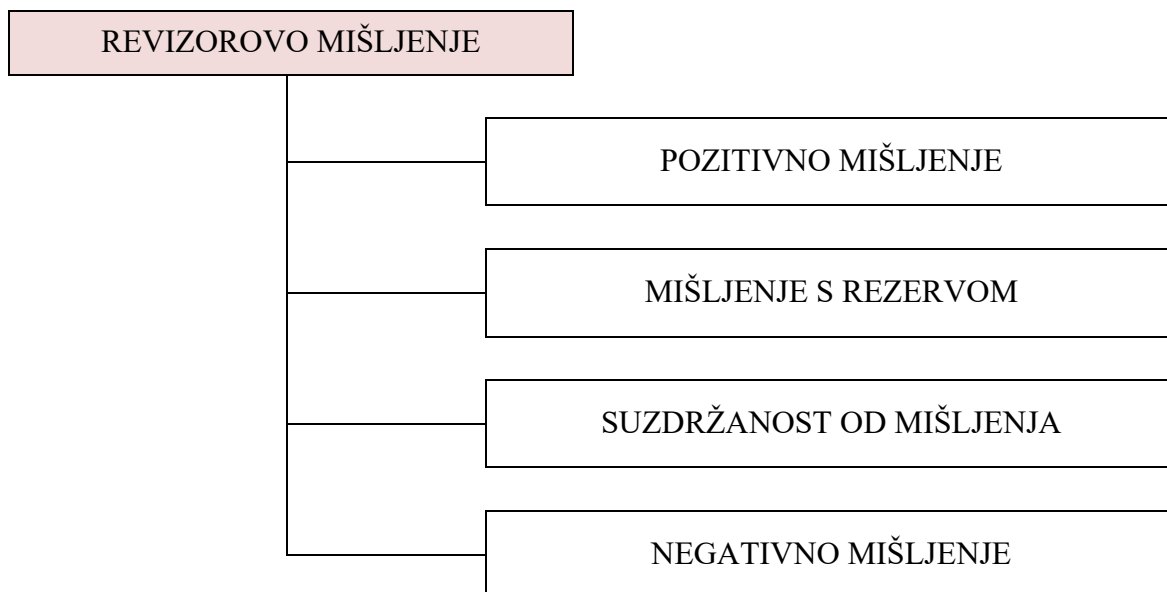 REVIZOROVO MIŠLJENJE
POZITIVNO MIŠLJENJE
MIŠLJENJE S REZERVOM
SUZDRŽANOST OD MIŠLJENJA
NEGATIVNO MIŠLJENJE